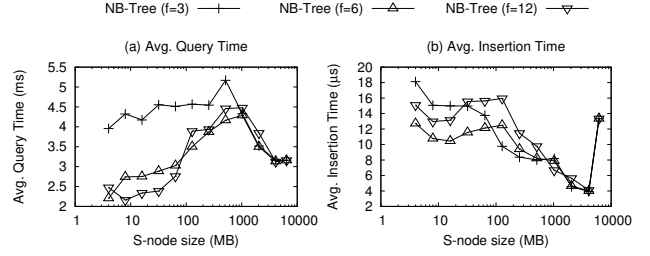 NB-Tree (f=3) NB-Tree (f=6) NB-Tree (f=12)
(a) Avg. Query Time
Avg. Query Time (ms)
5.5
5
4.5
4
3.5
3
2.5
2
1 10 100 1000 10000
S-node size (MB)
(b) Avg. Insertion Time
Avg. Insertion Time (µs)
20
18
16
14
12
10
8
6
4
2
1 10 100 1000 10000
S-node size (MB)